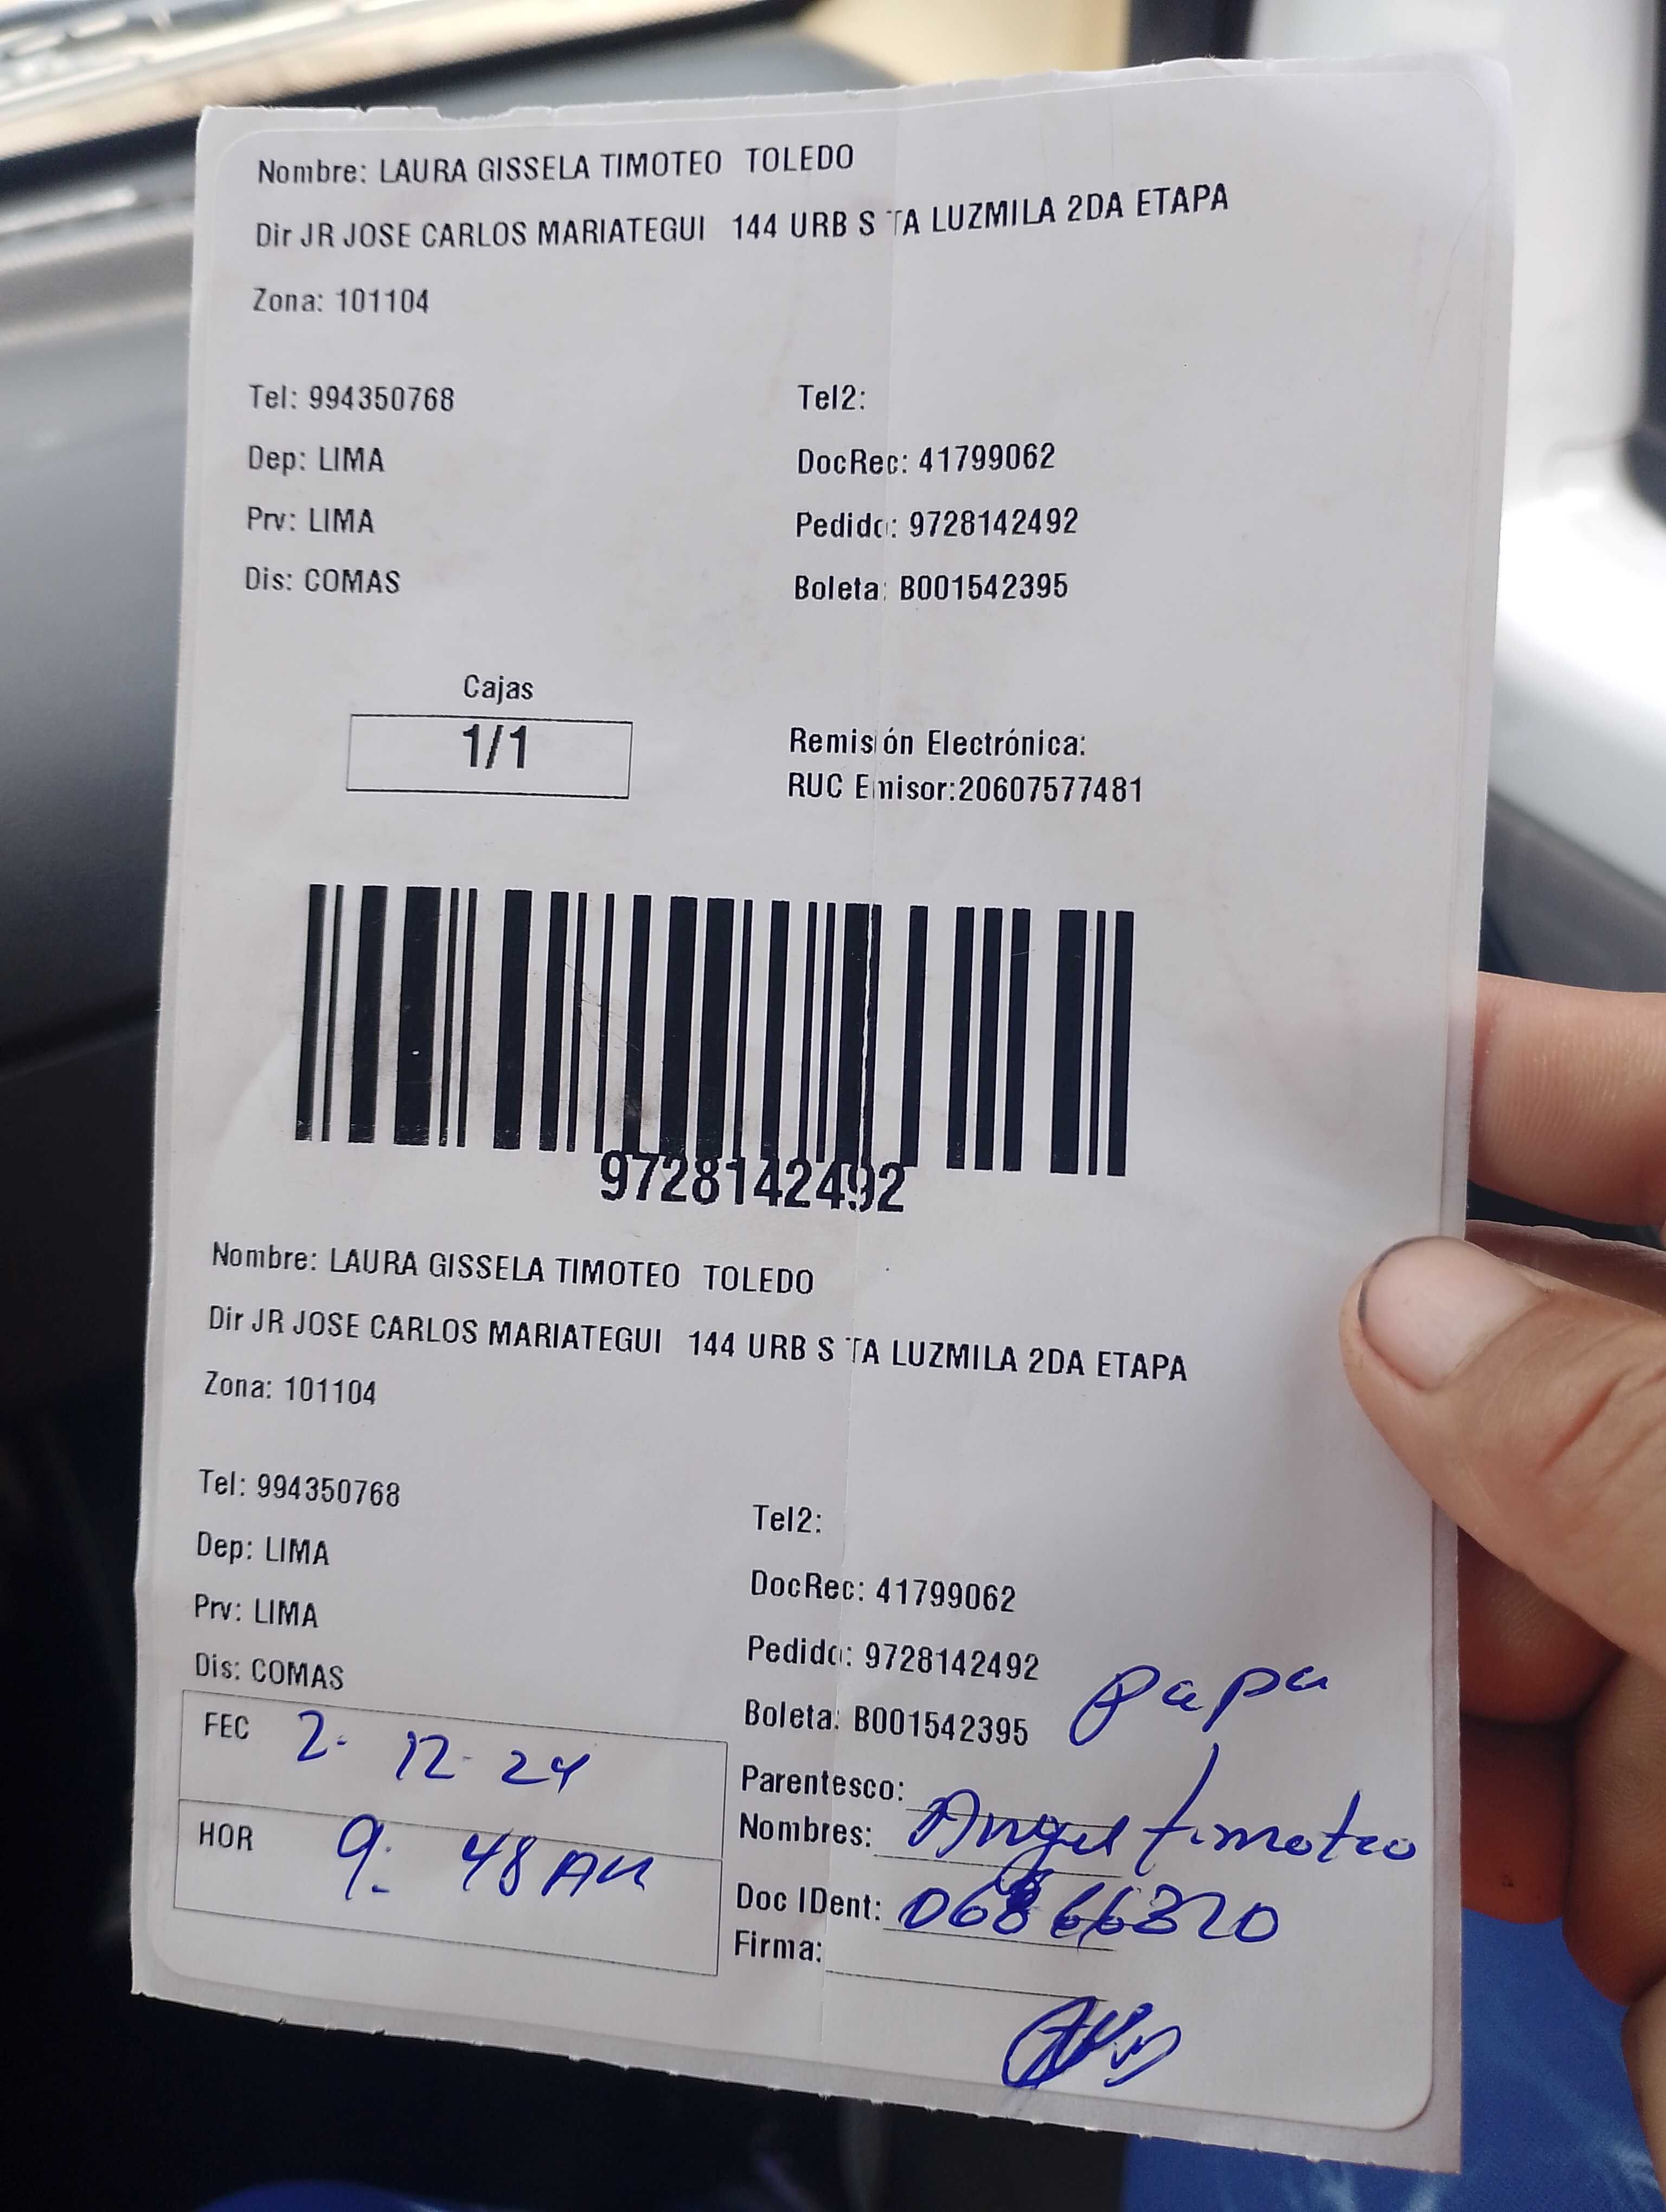 Nombre: LAURA GISSELA TIMOTEO TOLEDO
Dir JR JOSE CARLOS MARIATEGUI 144 URB S TA LUZMILA 2DA ETAPA
Zona: 101104
Tel: 994350768 Tel2:
Dep: LIMA DocRec: 41799062
Prv: LIMA Pedido: 9728142492
Dis: COMAS Boleta: B001542395
Cajas
1/1
Remisión Electrónica:
RUC Emisor:20607577481
9728142492
Nombre: LAURA GISSELA TIMOTEO TOLEDO
Dir JR JOSE CARLOS MARIATEGUI 144 URB S TA LUZMILA 2DA ETAPA
Zona: 101104
Tel: 994350768 Tel2:
Dep: LIMA DocRec: 41799062
Prv: LIMA Pedido: 9728142492
Dis: COMAS Boleta: B001542395
FEC 2- 12-24
HOR 9: 48 AM
papa
Parentesco:
Nombres: Angel timoteo
Doc IDent:
Firma: